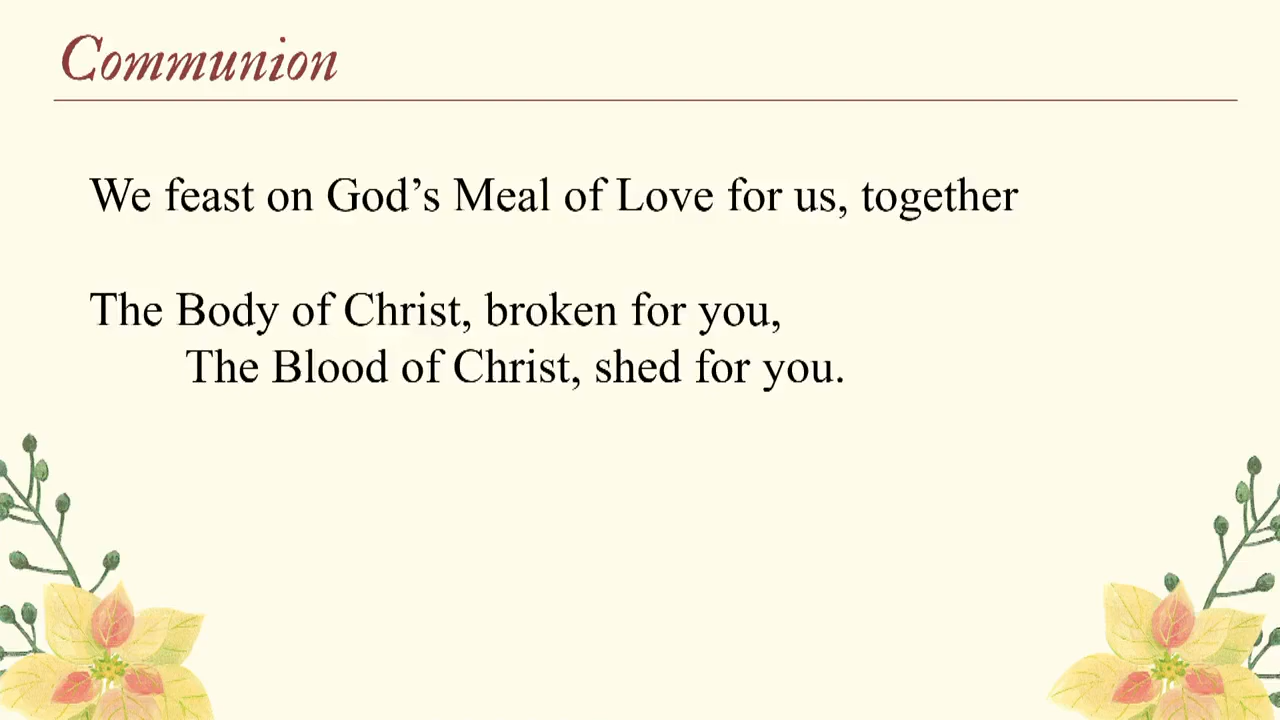 Communion
We feast on God’s Meal of Love for us, together
The Body of Christ, broken for you,
The Blood of Christ, shed for you.